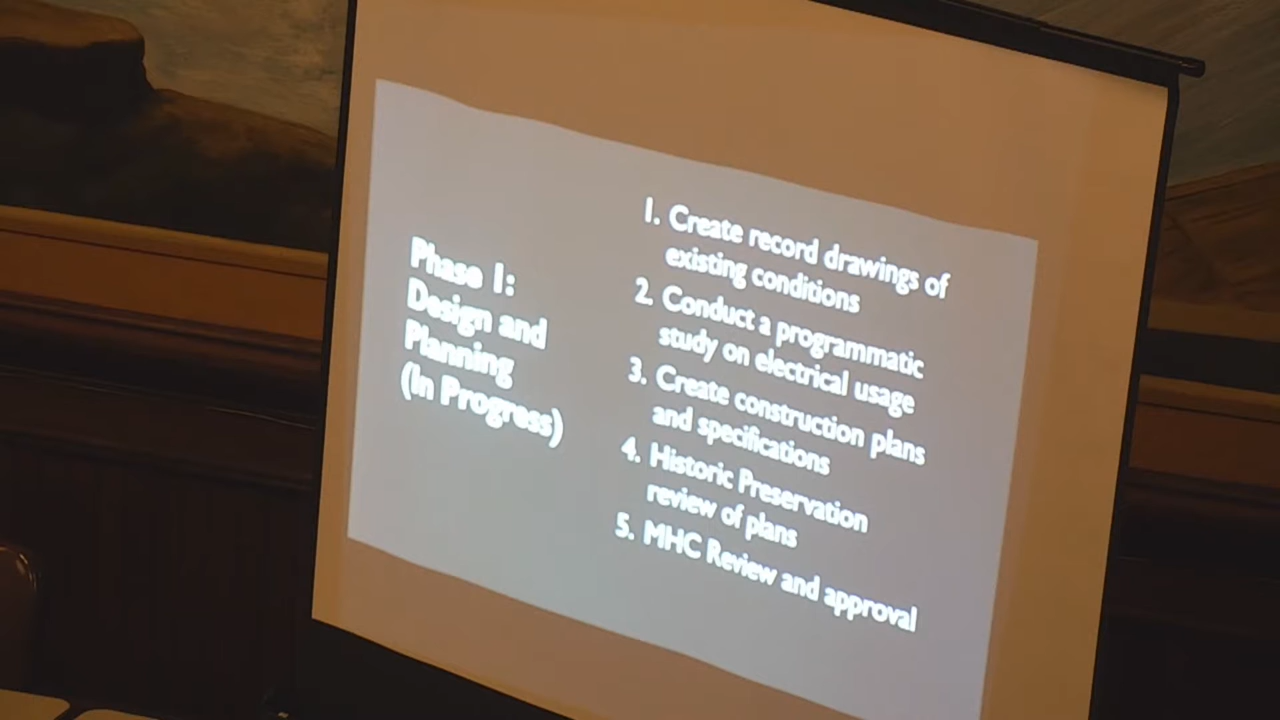 Phase 1:
Design and
Planning
(In Progress)
1. Create record drawings of
existing conditions
2. Conduct a programmatic
study on electrical usage
3. Create construction plans
and specifications
4. Historic Preservation
review of plans
5. MHC Review and approval